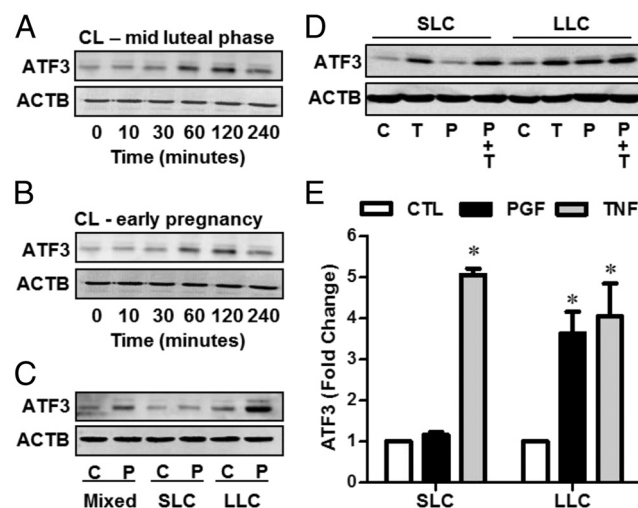 A
CL – mid luteal phase
ATF3
ACTB
0 10 30 60 120 240
Time (minutes)
B
CL - early pregnancy
ATF3
ACTB
0 10 30 60 120 240
Time (minutes)
C
ATF3
ACTB
C P C P C P
Mixed SLC LLC
D
SLC LLC
ATF3
ACTB
C T P P+T C T P P+T
E
CTL PGF TNF
ATF3 (Fold Change)
6
5
4
3
2
1
0
* * *
SLC LLC